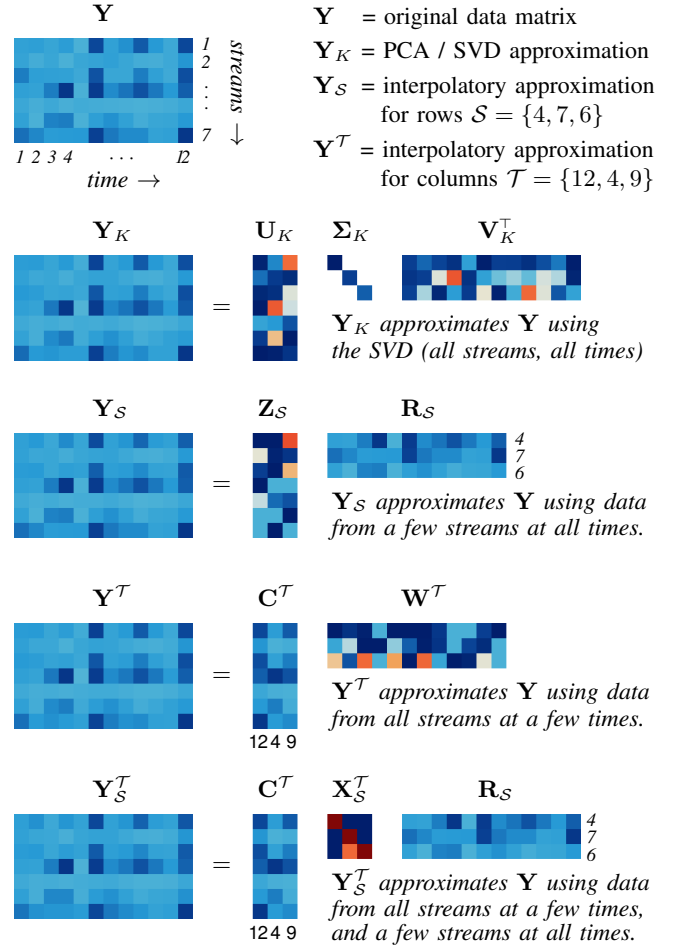 Y
1
2
⋮
7
streams →
1 2 3 4 ··· 12
time →
Y = original data matrix
Y_K = PCA / SVD approximation
Y_𝒮 = interpolatory approximation
for rows 𝒮 = {4, 7, 6}
Y^𝒯 = interpolatory approximation
for columns 𝒯 = {12, 4, 9}
Y_K U_K Σ_K V_K^⊤
=
Y_K approximates Y using
the SVD (all streams, all times)
Y_𝒮 Z_𝒮 R_𝒮
=
4
7
6
Y_𝒮 approximates Y using data
from a few streams at all times.
Y^𝒯 C^𝒯 W^𝒯
=
Y^𝒯 approximates Y using data
from all streams at a few times.
12 4 9
Y_𝒮^𝒯 C^𝒯 X_𝒮^𝒯 R_𝒮
=
4
7
6
Y_𝒮^𝒯 approximates Y using data
from all streams at a few times,
and a few streams at all times.
12 4 9